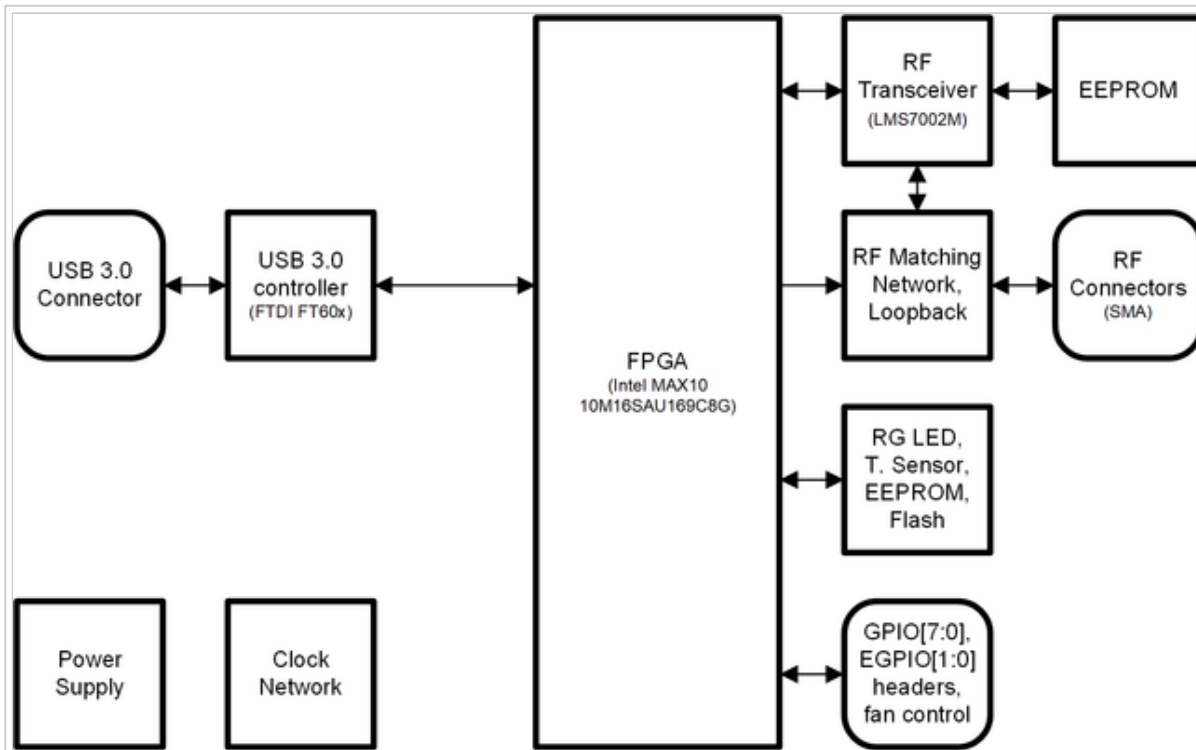 RF
Transceiver
(LMS7002M)
EEPROM
USB 3.0
Connector
USB 3.0
controller
(FTDI FT60x)
FPGA
(Intel MAX10
10M16SAU169C8G)
RF Matching
Network,
Loopback
RF
Connectors
(SMA)
RG LED,
T. Sensor,
EEPROM,
Flash
Power
Supply
Clock
Network
GPIO[7:0],
EGPIO[1:0]
headers,
fan control